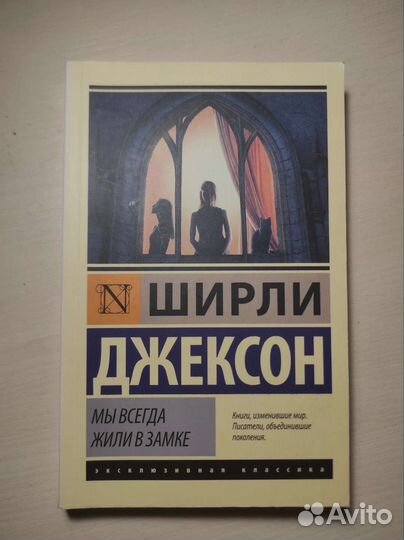 N
ШИРЛИ
ДЖЕКСОН
МЫ ВСЕГДА
ЖИЛИ В ЗАМКЕ
Книги, изменившие мир.
Писатели, объединившие
поколения.
эксклюзивная классика
Avito